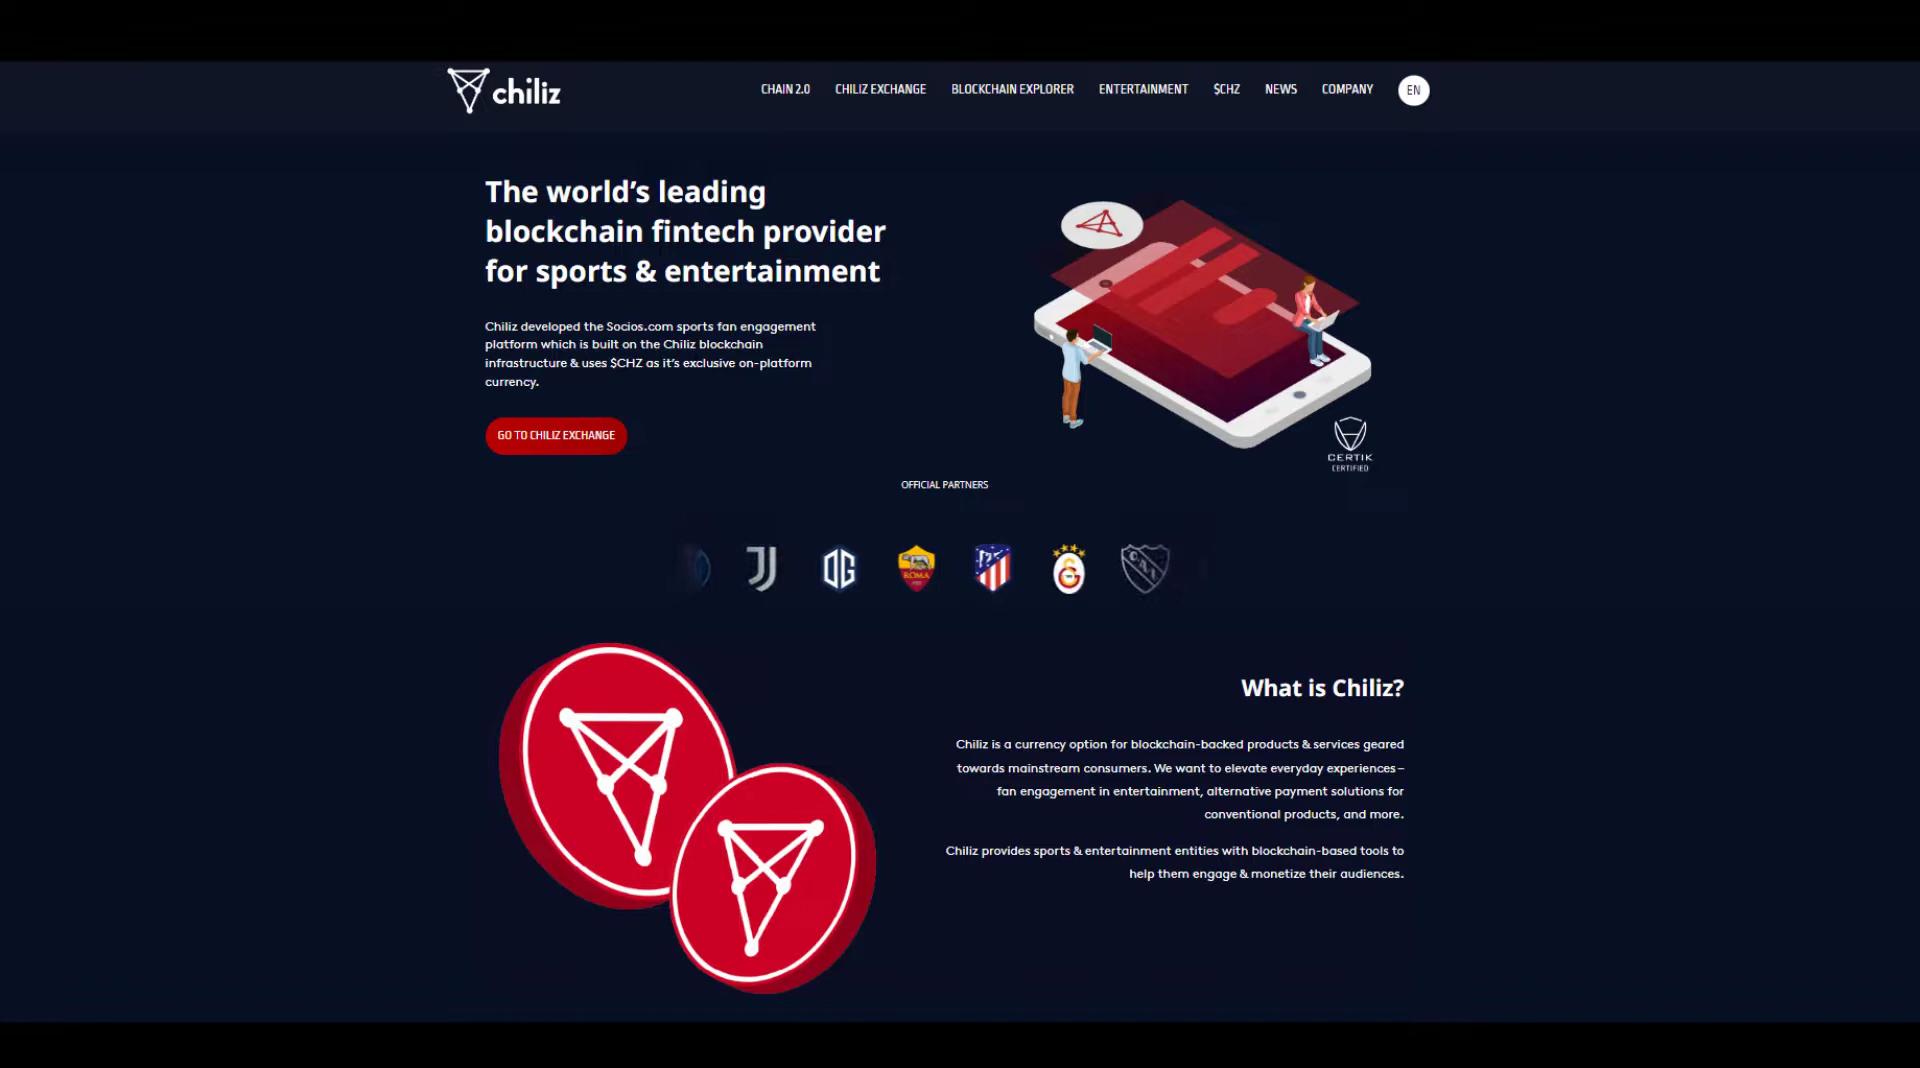 chiliz
CHAIN 2.0
CHILIZ EXCHANGE
BLOCKCHAIN EXPLORER
ENTERTAINMENT
$CHZ
NEWS
COMPANY
EN
The world’s leading
blockchain fintech provider
for sports & entertainment
Chiliz developed the Socios.com sports fan engagement
platform which is built on the Chiliz blockchain
infrastructure & uses $CHZ as it’s exclusive on-platform
currency.
GO TO CHILIZ EXCHANGE
CERTIK
CERTIFIED
OFFICIAL PARTNERS
OG
ROMA
What is Chiliz?
Chiliz is a currency option for blockchain-backed products & services geared
towards mainstream consumers. We want to elevate everyday experiences –
fan engagement in entertainment, alternative payment solutions for
conventional products, and more.
Chiliz provides sports & entertainment entities with blockchain-based tools to
help them engage & monetize their audiences.